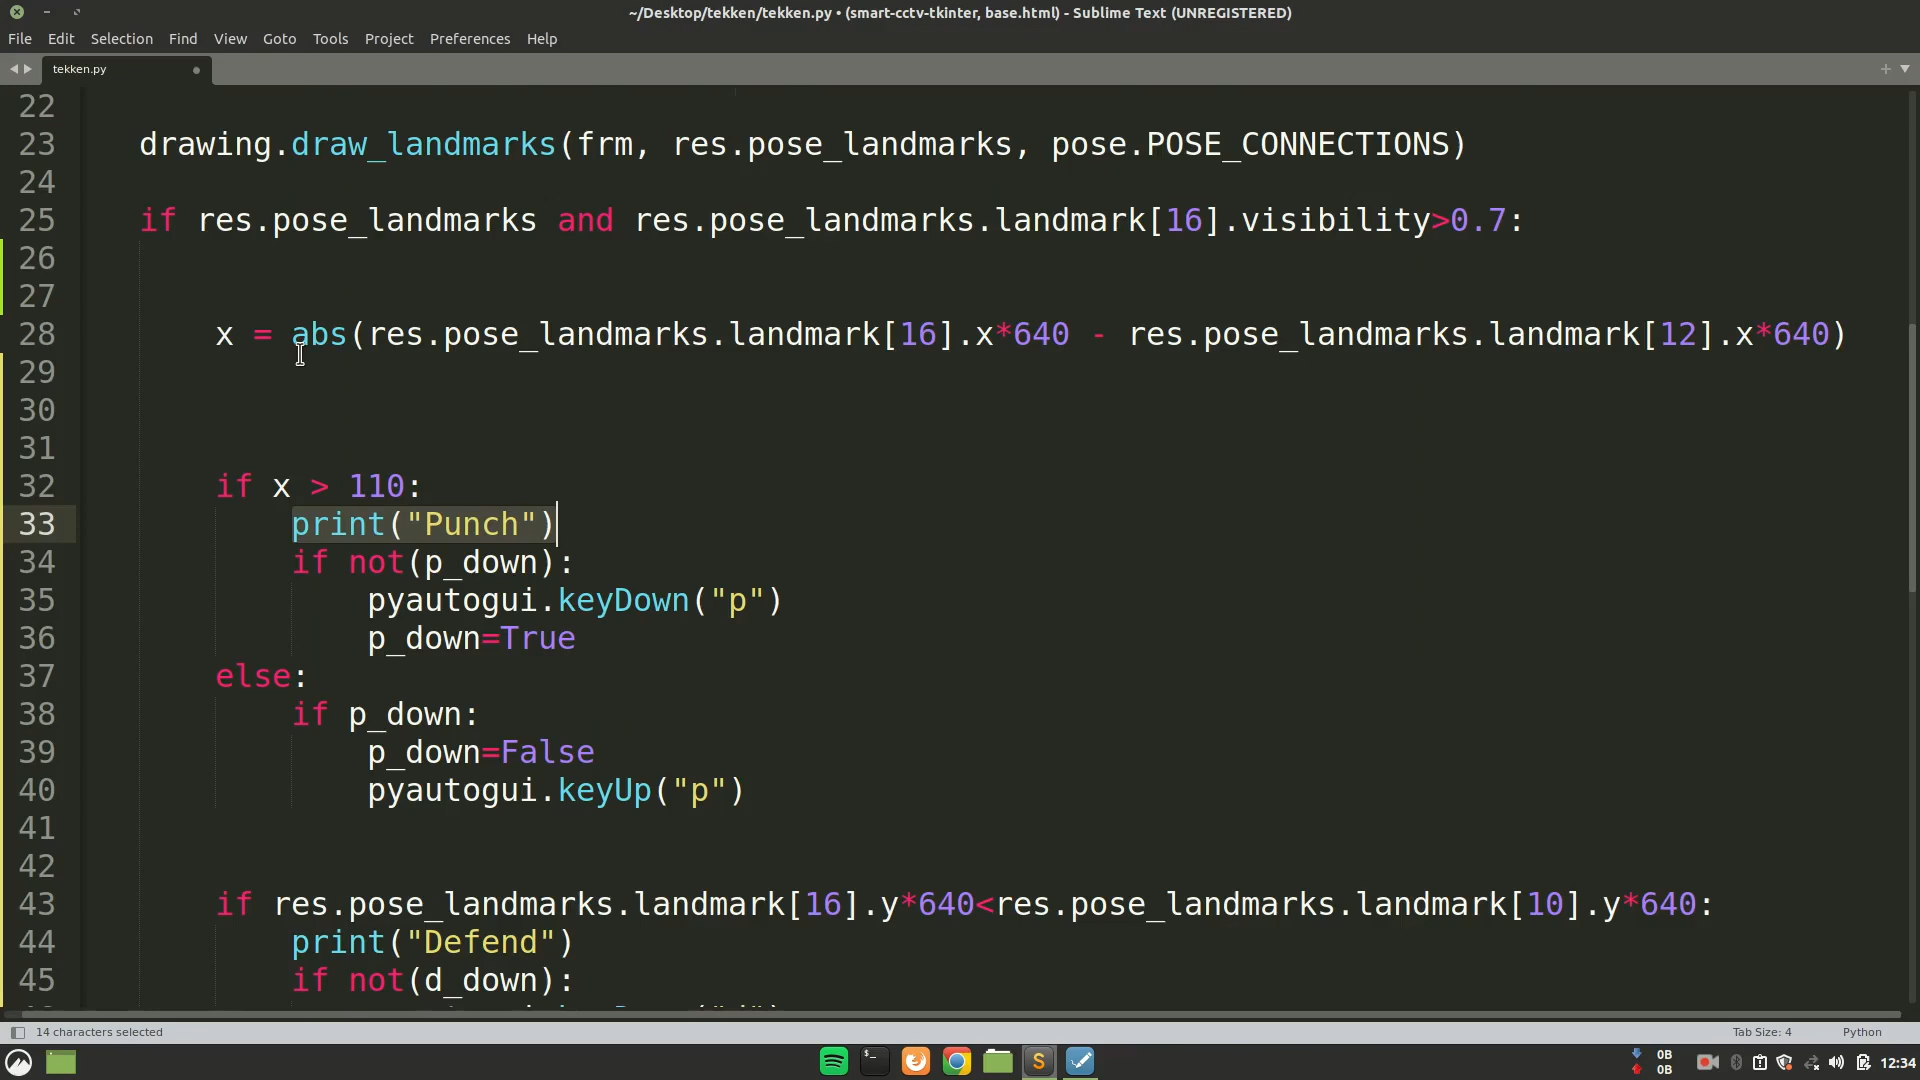 ~/Desktop/tekken/tekken.py • (smart-cctv-tkinter, base.html) - Sublime Text (UNREGISTERED)
File Edit Selection Find View Goto Tools Project Preferences Help
tekken.py
22
23 drawing.draw_landmarks(frm, res.pose_landmarks, pose.POSE_CONNECTIONS)
24
25 if res.pose_landmarks and res.pose_landmarks.landmark[16].visibility>0.7:
26
27
28 x = abs(res.pose_landmarks.landmark[16].x*640 - res.pose_landmarks.landmark[12].x*640)
29
30
31
32 if x > 110:
33 print("Punch")
34 if not(p_down):
35 pyautogui.keyDown("p")
36 p_down=True
37 else:
38 if p_down:
39 p_down=False
40 pyautogui.keyUp("p")
41
42
43 if res.pose_landmarks.landmark[16].y*640<res.pose_landmarks.landmark[10].y*640:
44 print("Defend")
45 if not(d_down):
14 characters selected Tab Size: 4 Python
0B
0B
12:34